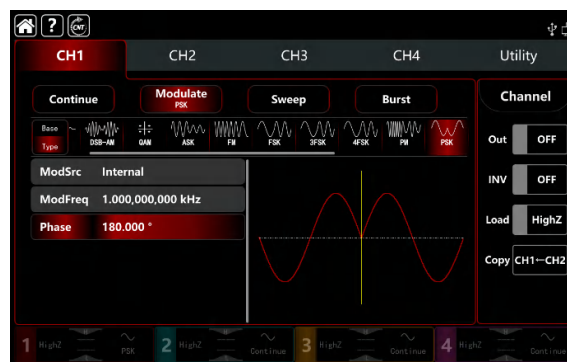 ? CNT
CH1 CH2 CH3 CH4 Utility
Continue Modulate PSK Sweep Burst Channel
Base Type DSB-AM QAM ASK FM FSK 3FSK 4FSK PM PSK
Out OFF
ModSrc Internal
INV OFF
ModFreq 1.000,000,000 kHz
Phase 180.000 °
Load HighZ
Copy CH1←CH2
1 HighZ PSK 2 HighZ Continue 3 HighZ Continue 4 HighZ Continue